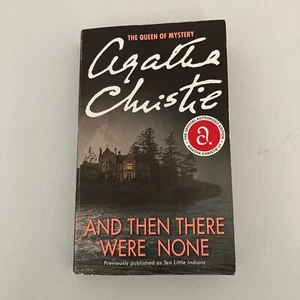 THE QUEEN OF MYSTERY
Agatha
Christie
a.
AND THEN THERE
WERE NONE
Previously published as Ten Little Indians